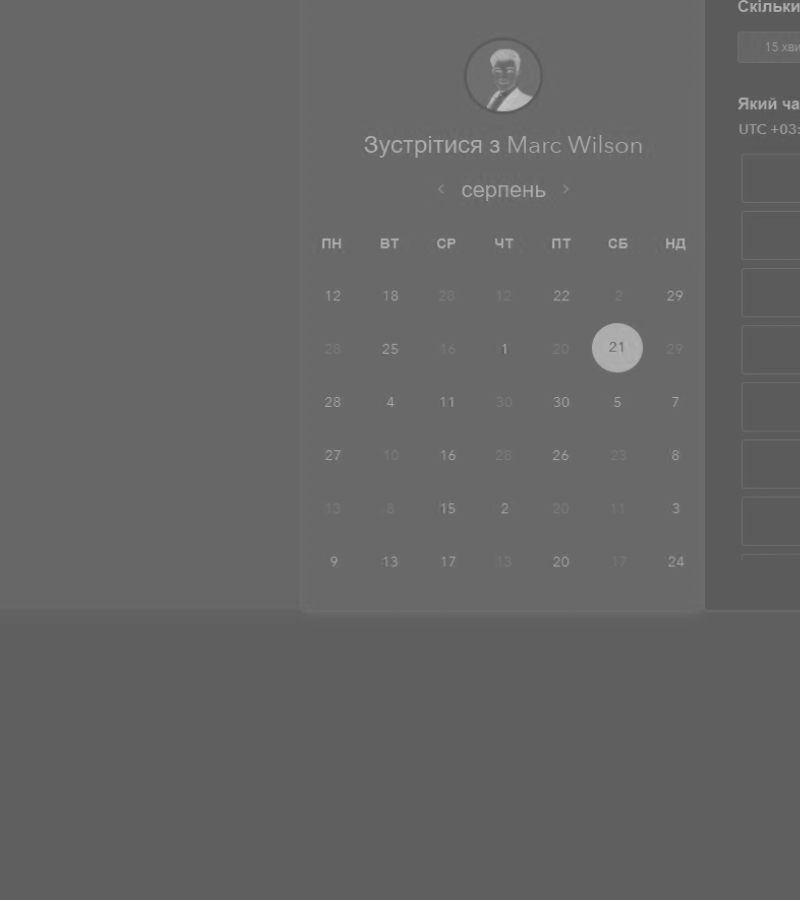 Скільки
15 хви
Який ча
UTC +03:
Зустрітися з Marc Wilson
серпень
ПН ВТ СР ЧТ ПТ СБ НД
12 18 28 12 22 2 29
28 25 16 1 20 21 29
28 4 11 30 30 5 7
27 10 16 28 26 23 8
13 8 15 2 20 11 3
9 13 17 13 20 17 24